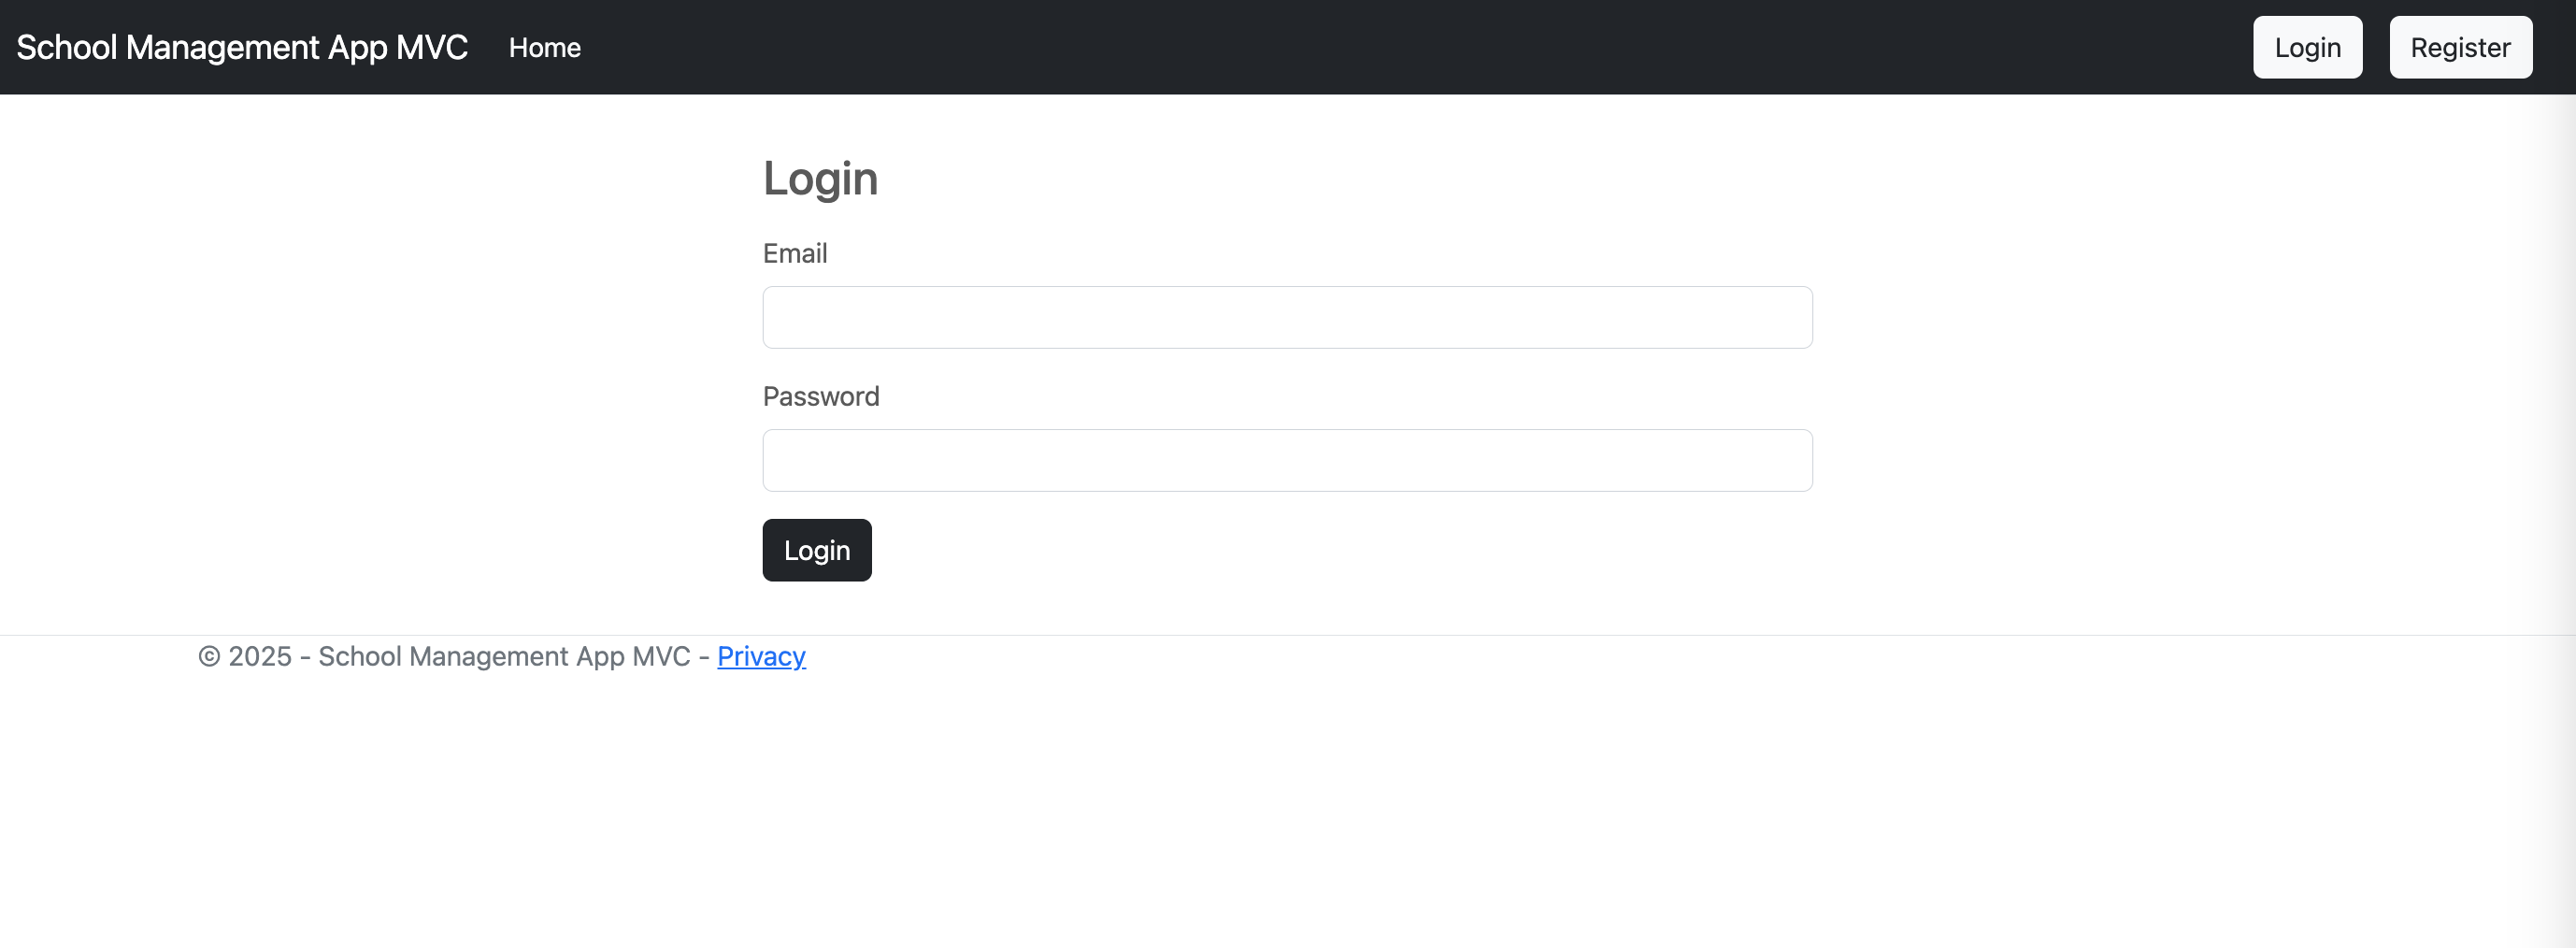 School Management App MVC Home Login Register
Login
Email
Password
Login
© 2025 - School Management App MVC - Privacy